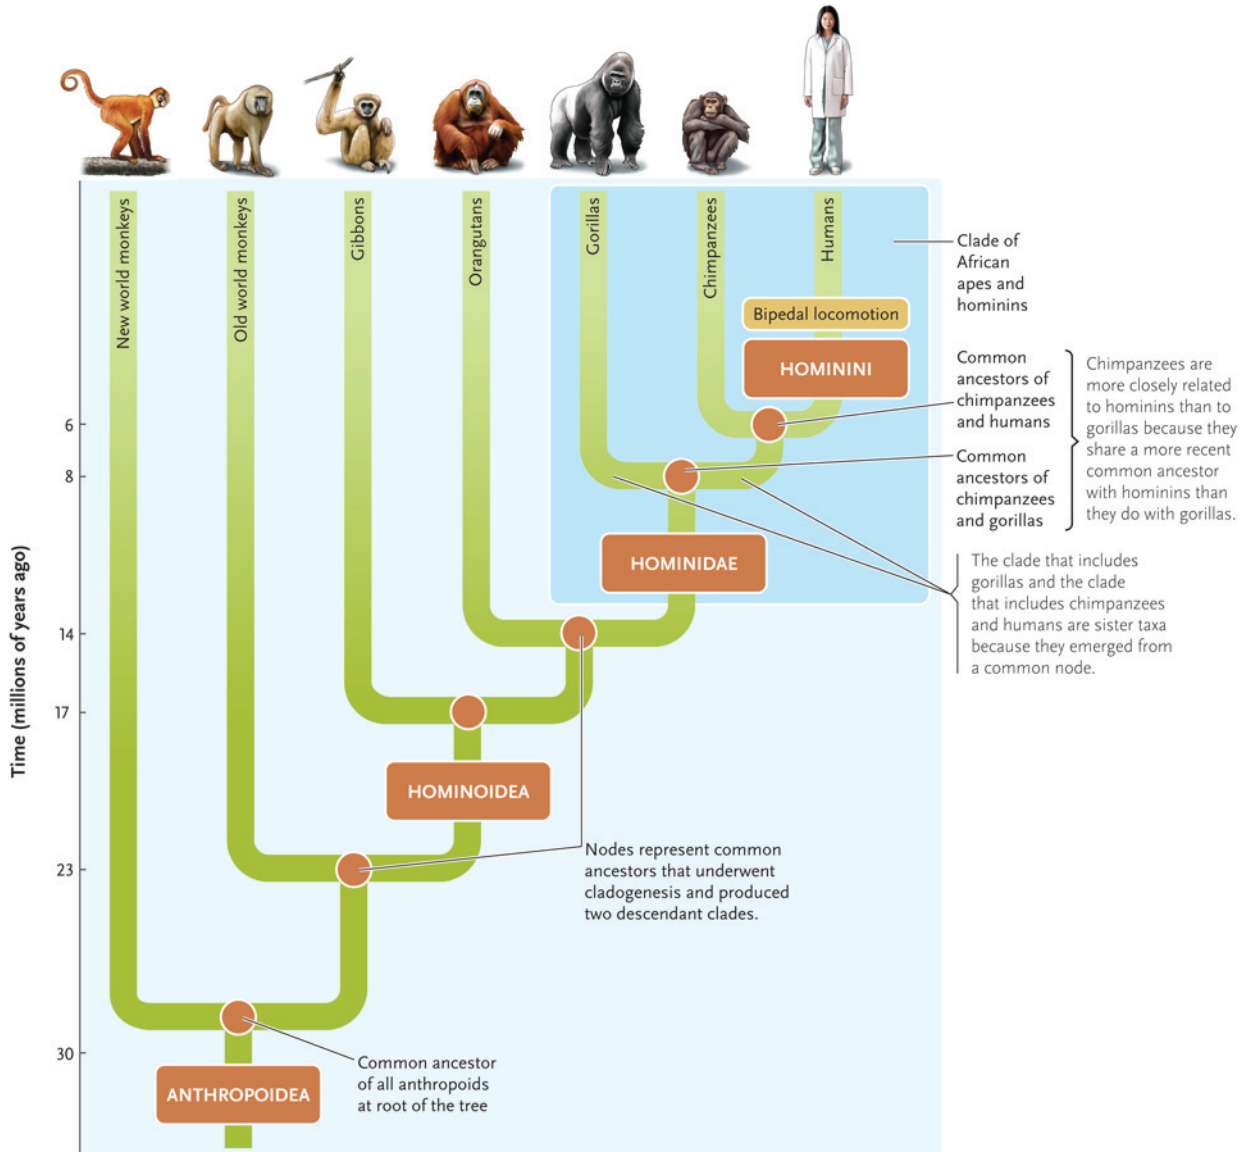 New world monkeys
Old world monkeys
Gibbons
Orangutans
Gorillas
Chimpanzees
Humans
Clade of
African
apes and
hominins
Bipedal locomotion
HOMININI
Common
ancestors of
chimpanzees
and humans
Common
ancestors of
chimpanzees
and gorillas
Chimpanzees are
more closely related
to hominins than to
gorillas because they
share a more recent
common ancestor
with hominins than
they do with gorillas.
HOMINIDAE
The clade that includes
gorillas and the clade
that includes chimpanzees
and humans are sister taxa
because they emerged from
a common node.
HOMINOIDEA
Nodes represent common
ancestors that underwent
cladogenesis and produced
two descendant clades.
Common ancestor
of all anthropoids
at root of the tree
ANTHROPOIDEA
Time (millions of years ago)
6
8
14
17
23
30